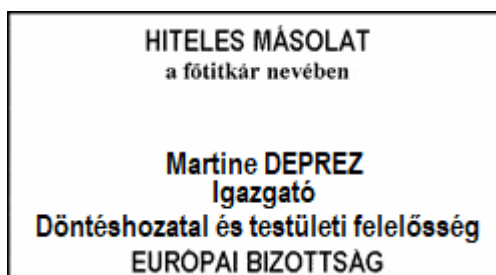 HITELES MÁSOLAT
a főtitkár nevében
Martine DEPREZ
Igazgató
Döntéshozatal és testületi felelősség
EURÓPAI BIZOTTSÁG